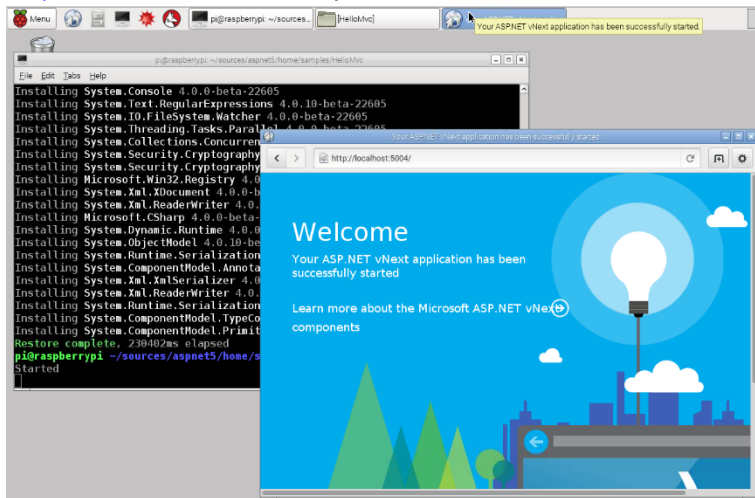 Menu
pi@raspberrypi: ~/sources...
[HelloMvc]
Your ASP.NET vNext application has been successfully started.
pi@raspberrypi: ~/sources/aspnet5/home/samples/HelloMvc
File Edit Tabs Help
Installing System.Console 4.0.0-beta-22605
Installing System.Text.RegularExpressions 4.0.10-beta-22605
Installing System.IO.FileSystem.Watcher 4.0.0-beta-22605
Installing System.Threading.Tasks.Parallel 4.0.0-beta-22605
Installing System.Collections.Concurren
Installing System.Security.Cryptography
Installing System.Security.Cryptography
Installing Microsoft.Win32.Registry 4.0
Installing System.Xml.XDocument 4.0.0-b
Installing System.Xml.ReaderWriter 4.0.
Installing Microsoft.CSharp 4.0.0-beta-
Installing System.Dynamic.Runtime 4.0.0
Installing System.ObjectModel 4.0.10-be
Installing System.Runtime.Serialization
Installing System.ComponentModel.Annota
Installing System.Xml.XmlSerializer 4.0
Installing System.Xml.ReaderWriter 4.0.
Installing System.Runtime.Serialization
Installing System.ComponentModel.TypeCo
Installing System.ComponentModel.Primit
Restore complete, 230402ms elapsed
pi@raspberrypi ~/sources/aspnet5/home/s
Started
Your ASP.NET vNext application has been successfully started.
http://localhost:5004/
Welcome
Your ASP.NET vNext application has been
successfully started
Learn more about the Microsoft ASP.NET vNext
components